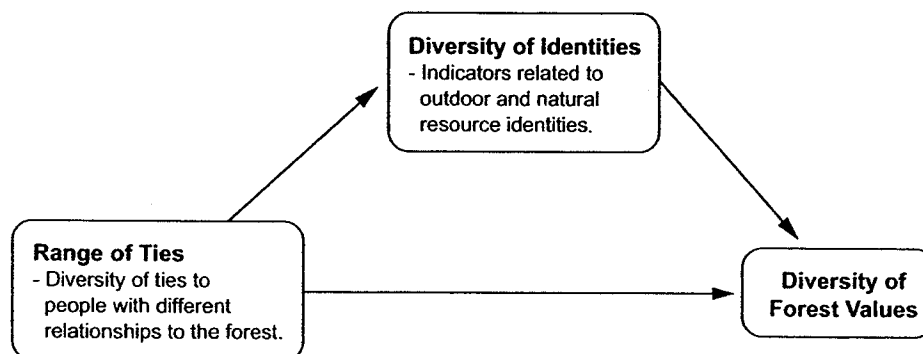 Diversity of Identities
- Indicators related to
outdoor and natural
resource identities.
Range of Ties
- Diversity of ties to
people with different
relationships to the forest.
Diversity of
Forest Values